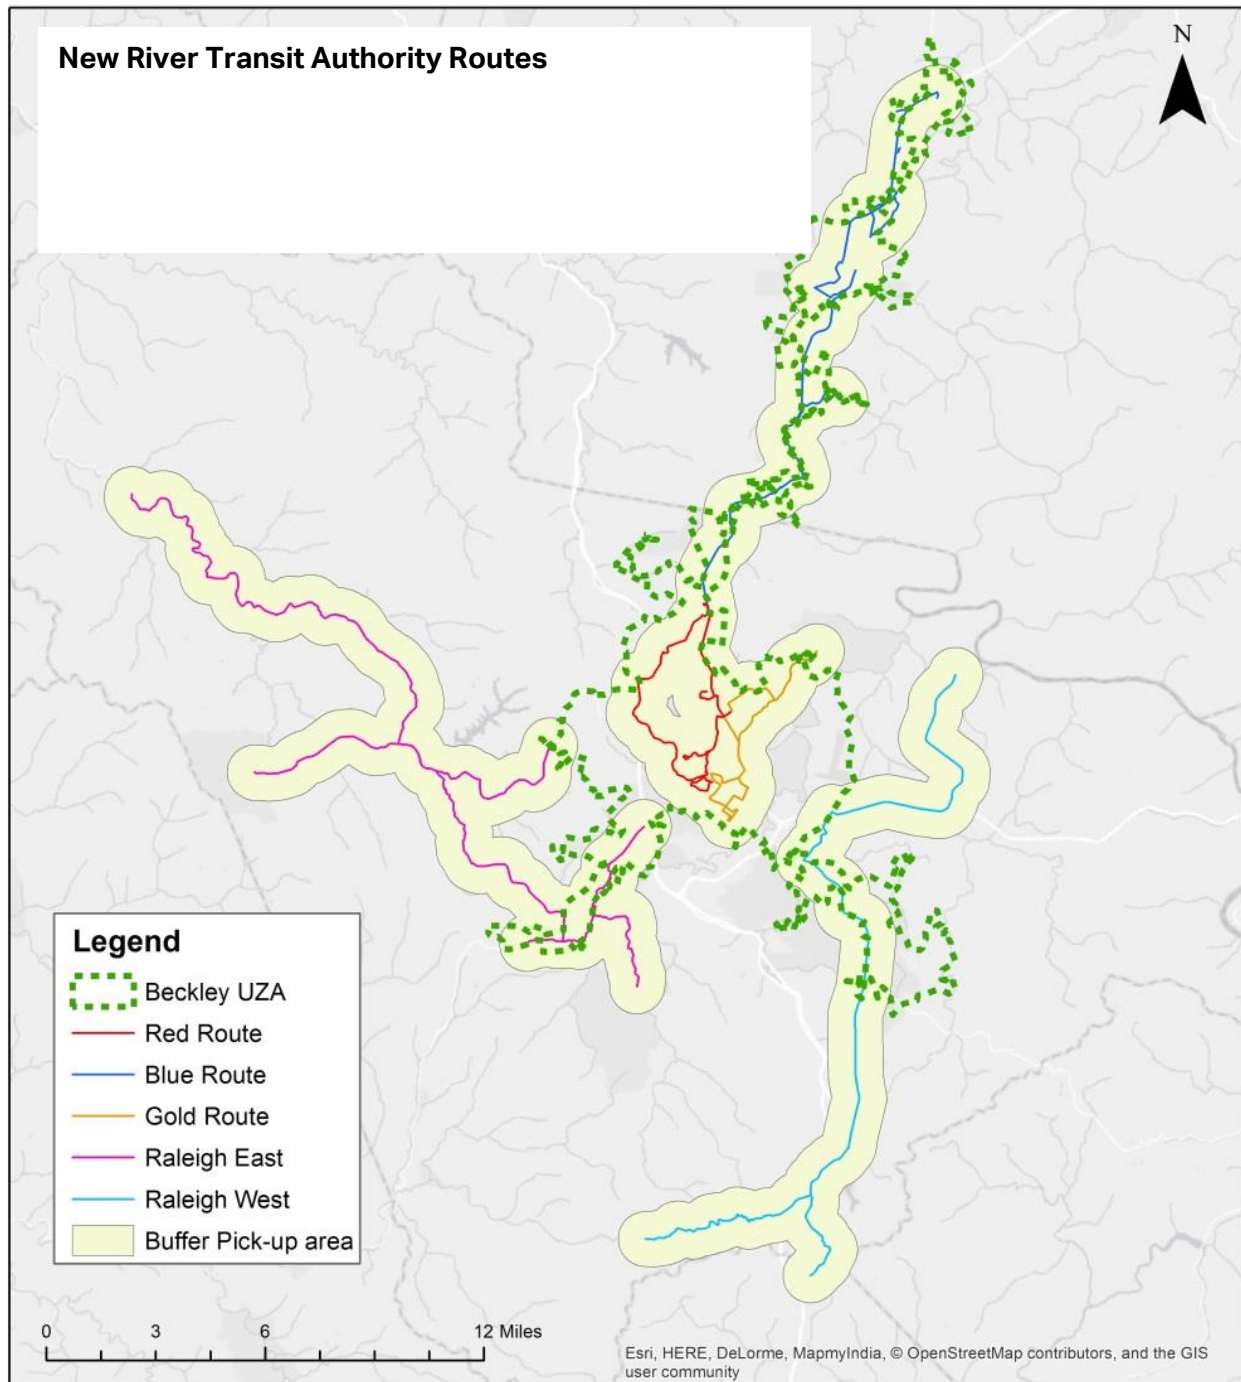 New River Transit Authority Routes
N
Legend
Beckley UZA
Red Route
Blue Route
Gold Route
Raleigh East
Raleigh West
Buffer Pick-up area
0 3 6 12 Miles
Esri, HERE, DeLorme, MapmyIndia, © OpenStreetMap contributors, and the GIS
user community